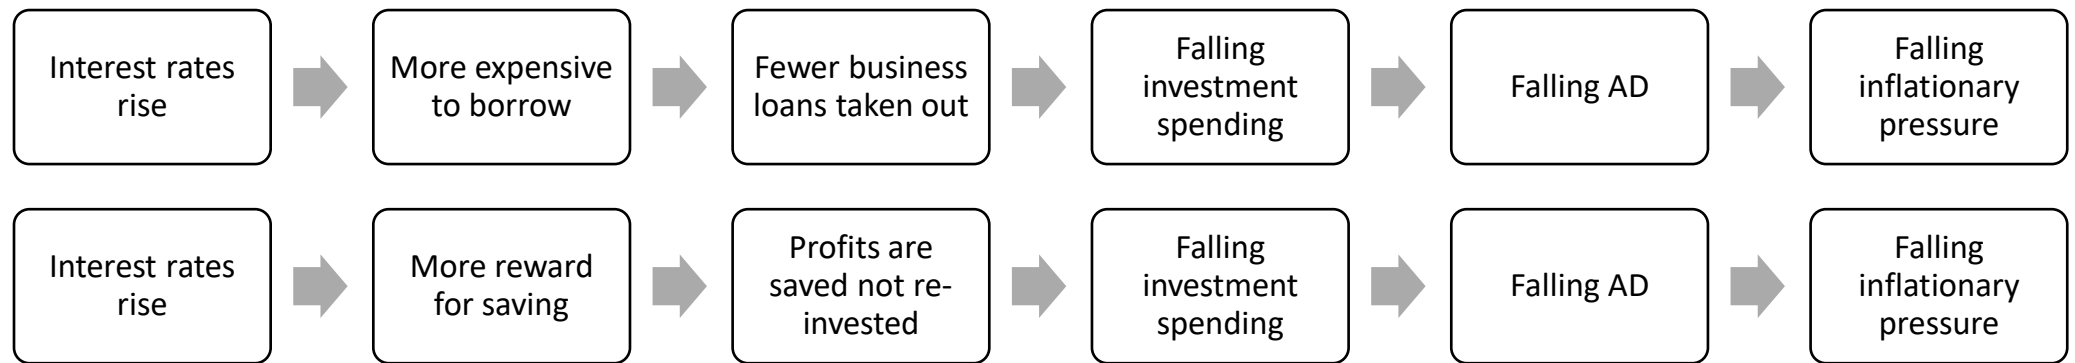 Interest rates
rise
More expensive
to borrow
Fewer business
loans taken out
Falling
investment
spending
Falling AD
Falling
inflationary
pressure
Interest rates
rise
More reward
for saving
Profits are
saved not re-
invested
Falling
investment
spending
Falling AD
Falling
inflationary
pressure